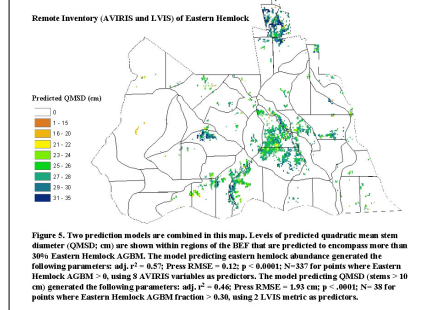 Remote Inventory (AVIRIS and LVIS) of Eastern Hemlock
Predicted QMSD (cm)
0
1 - 15
16 - 20
21 - 22
23 - 24
25 - 26
27 - 28
29 - 30
31 - 35
Figure 5. Two prediction models are combined in this map. Levels of predicted quadratic mean stem
diameter (QMSD; cm) are shown within regions of the BEF that are predicted to encompass more than
30% Eastern Hemlock AGBM. The model predicting eastern hemlock abundance generated the
following parameters: adj. r² = 0.57; Press RMSE = 0.12; p < 0.0001; N=337 for points where Eastern
Hemlock AGBM > 0, using 8 AVIRIS variables as predictors. The model predicting QMSD (stems > 10
cm) generated the following parameters: adj. r² = 0.46; Press RMSE = 1.93 cm; p < .0001; N= 38 for
points where Eastern Hemlock AGBM fraction > 0.30, using 2 LVIS metric as predictors.